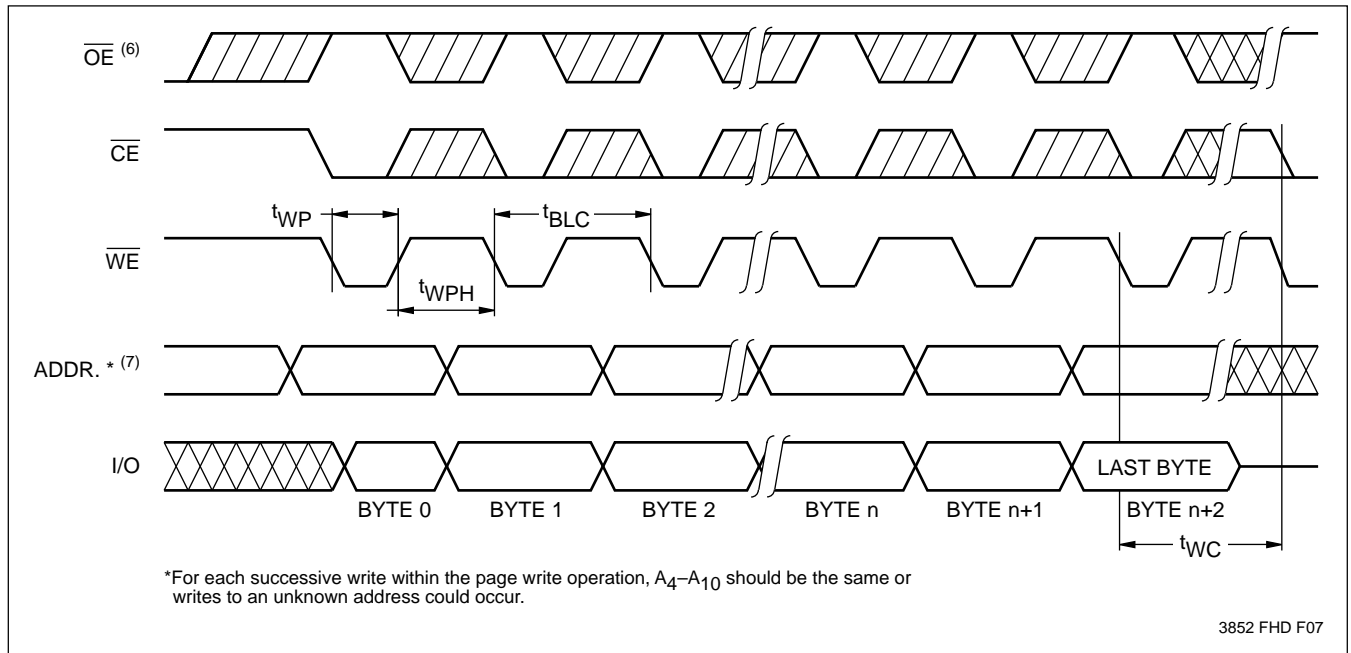 OE (6)
CE
tWP
tBLC
WE
tWPH
ADDR. * (7)
I/O
LAST BYTE
BYTE 0 BYTE 1 BYTE 2 BYTE n BYTE n+1 BYTE n+2
tWC
*For each successive write within the page write operation, A4–A10 should be the same or
writes to an unknown address could occur.
3852 FHD F07